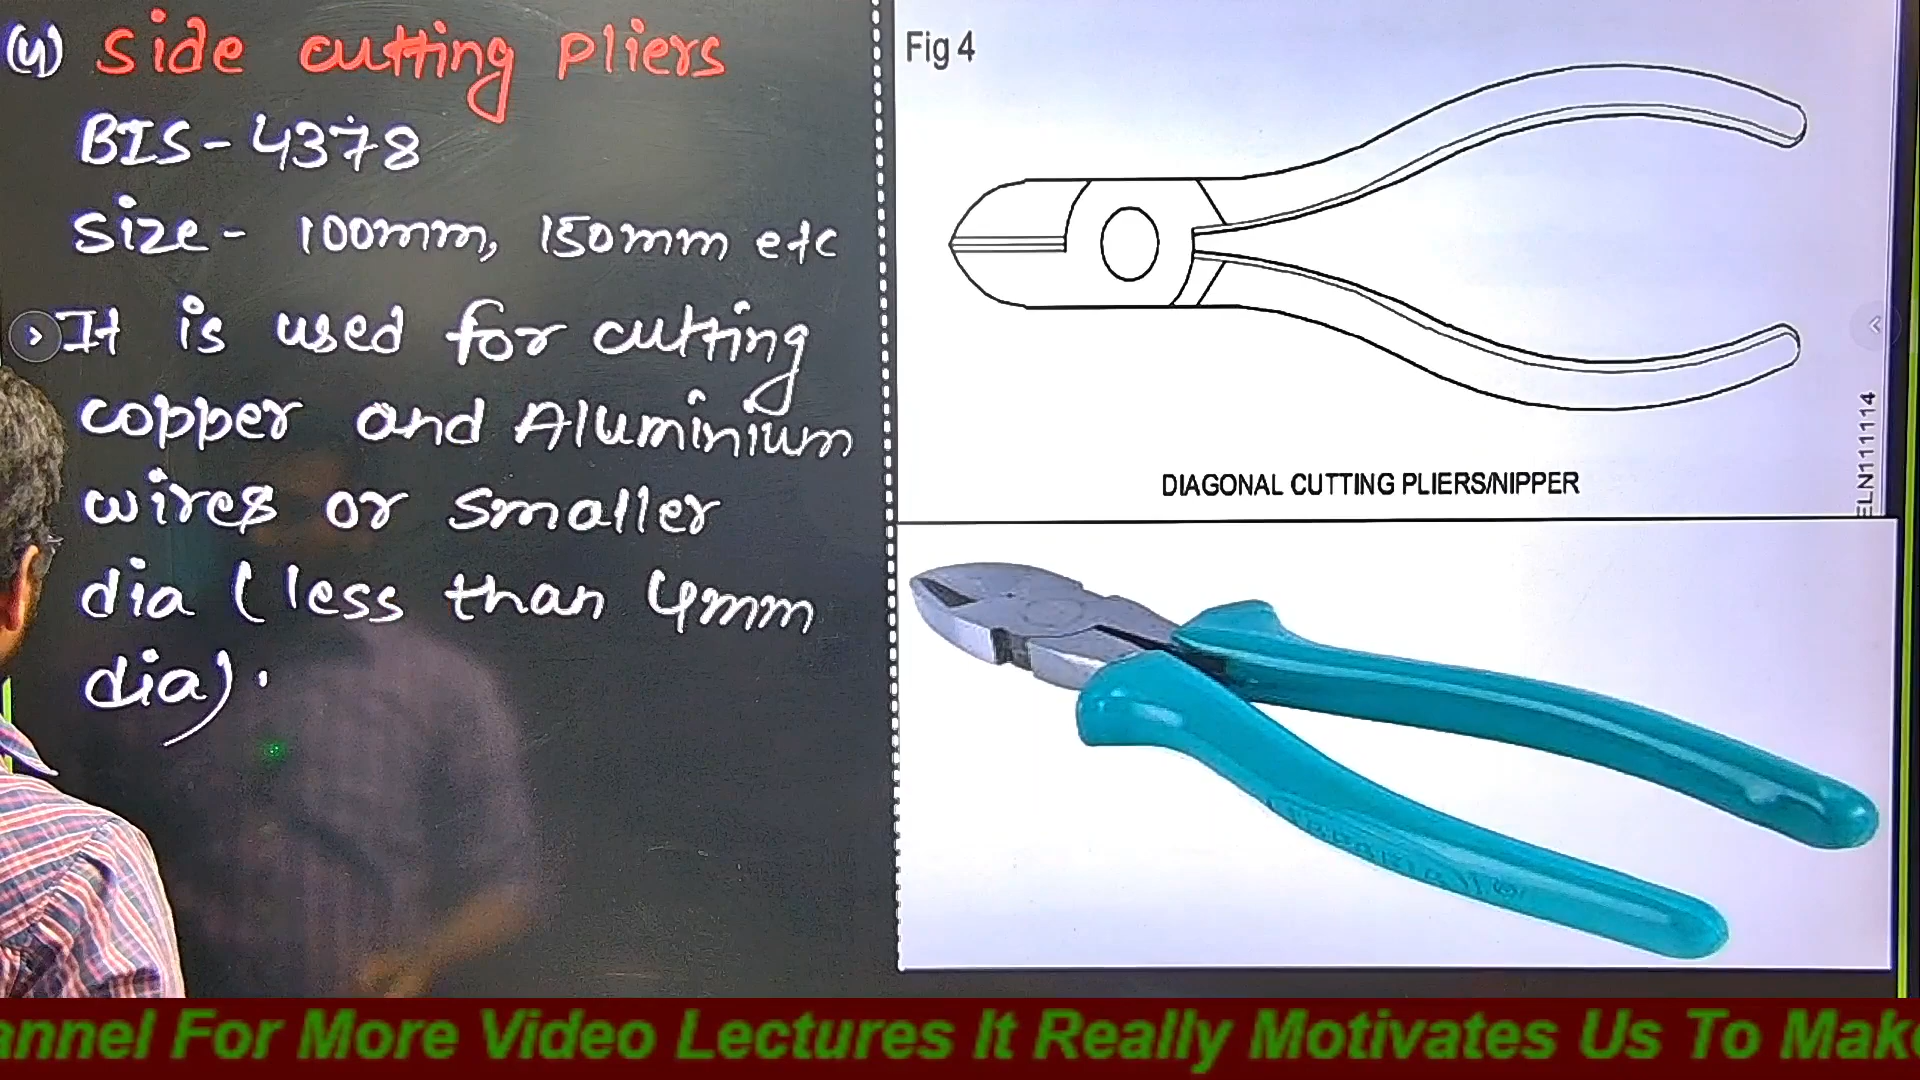 (4) Side cutting pliers
BIS-4378
Size- 100mm, 150mm etc
It is used for cutting
copper and Aluminium
wires or smaller
dia (less than 4mm
dia).
Fig 4
DIAGONAL CUTTING PLIERS/NIPPER
ELN111114
annel For More Video Lectures It Really Motivates Us To Make